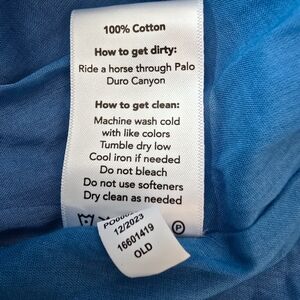 100% Cotton
How to get dirty:
Ride a horse through Palo
Duro Canyon
How to get clean:
Machine wash cold
with like colors
Tumble dry low
Cool iron if needed
Do not bleach
Do not use softeners
Dry clean as needed
P
12/2023
16601419
OLD